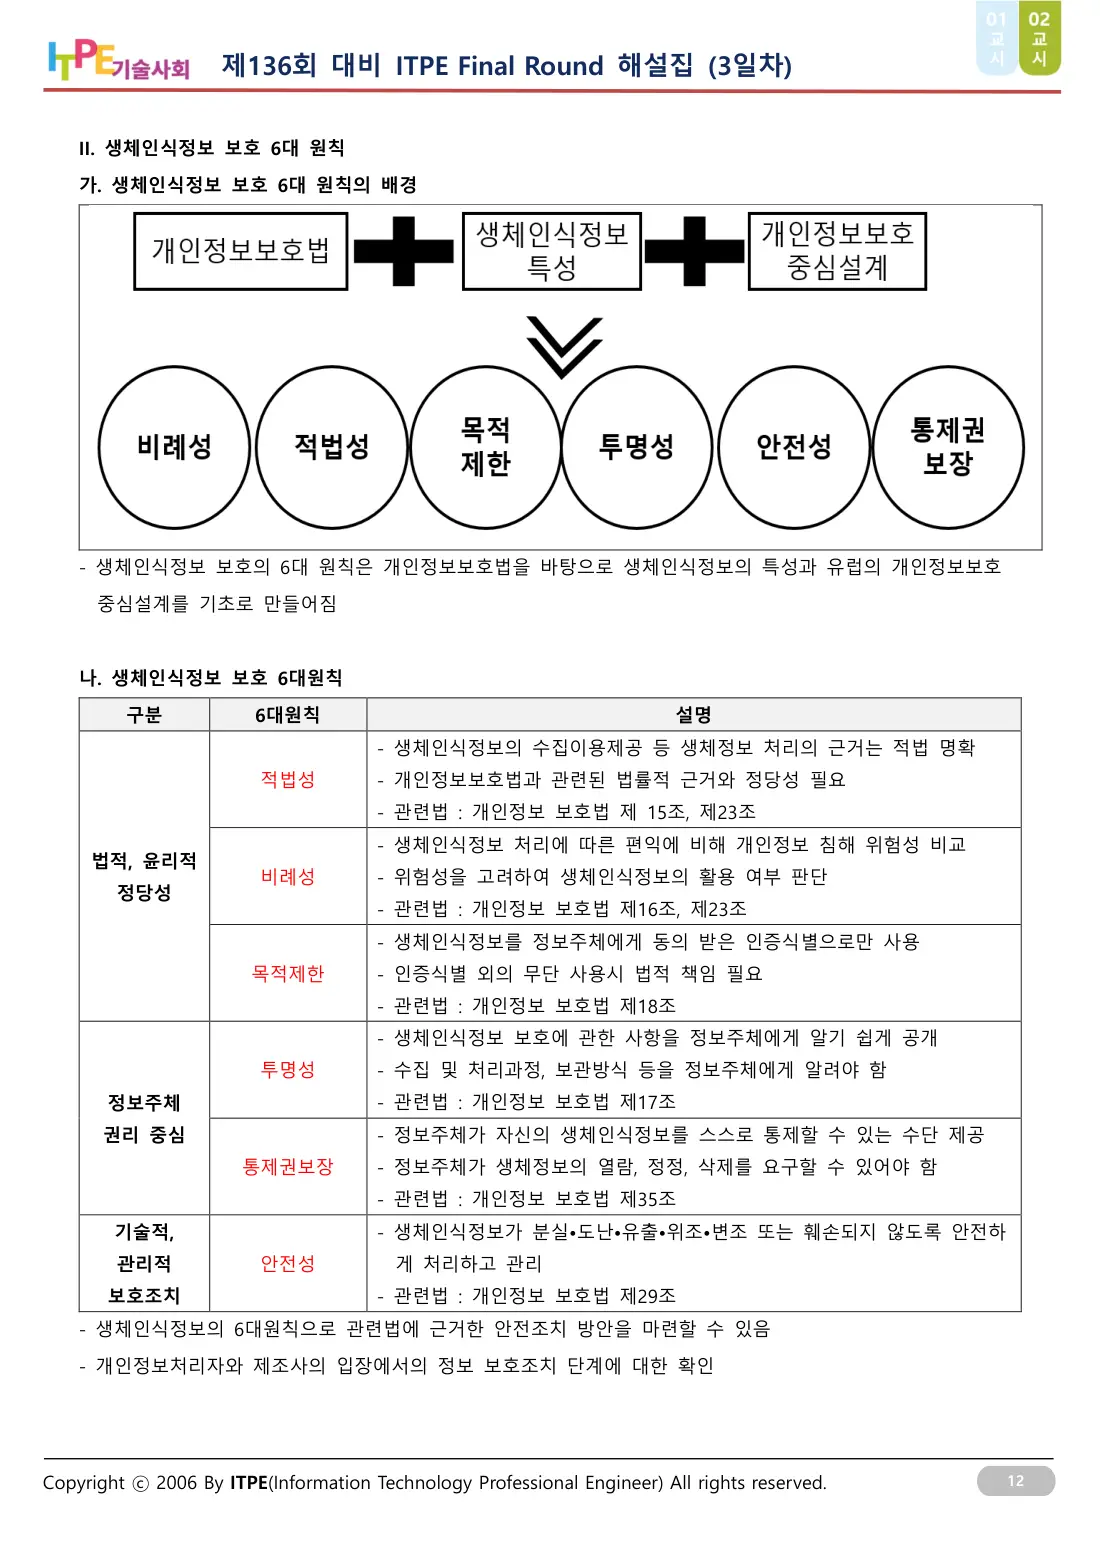 ITPE기술사회 제136회 대비 ITPE Final Round 해설집 (3일차)
01
교
시
02
교
시
II. 생체인식정보 보호 6대 원칙
가. 생체인식정보 보호 6대 원칙의 배경
개인정보보호법
생체인식정보
특성
개인정보보호
중심설계
비례성
적법성
목적
제한
투명성
안전성
통제권
보장
- 생체인식정보 보호의 6대 원칙은 개인정보보호법을 바탕으로 생체인식정보의 특성과 유럽의 개인정보보호
중심설계를 기초로 만들어짐
나. 생체인식정보 보호 6대원칙
구분 6대원칙 설명
법적, 윤리적
정당성
적법성
- 생체인식정보의 수집이용제공 등 생체정보 처리의 근거는 적법 명확
- 개인정보보호법과 관련된 법률적 근거와 정당성 필요
- 관련법 : 개인정보 보호법 제 15조, 제23조
비례성
- 생체인식정보 처리에 따른 편익에 비해 개인정보 침해 위험성 비교
- 위험성을 고려하여 생체인식정보의 활용 여부 판단
- 관련법 : 개인정보 보호법 제16조, 제23조
목적제한
- 생체인식정보를 정보주체에게 동의 받은 인증식별으로만 사용
- 인증식별 외의 무단 사용시 법적 책임 필요
- 관련법 : 개인정보 보호법 제18조
정보주체
권리 중심
투명성
- 생체인식정보 보호에 관한 사항을 정보주체에게 알기 쉽게 공개
- 수집 및 처리과정, 보관방식 등을 정보주체에게 알려야 함
- 관련법 : 개인정보 보호법 제17조
통제권보장
- 정보주체가 자신의 생체인식정보를 스스로 통제할 수 있는 수단 제공
- 정보주체가 생체정보의 열람, 정정, 삭제를 요구할 수 있어야 함
- 관련법 : 개인정보 보호법 제35조
기술적,
관리적
보호조치
안전성
- 생체인식정보가 분실•도난•유출•위조•변조 또는 훼손되지 않도록 안전하
게 처리하고 관리
- 관련법 : 개인정보 보호법 제29조
- 생체인식정보의 6대원칙으로 관련법에 근거한 안전조치 방안을 마련할 수 있음
- 개인정보처리자와 제조사의 입장에서의 정보 보호조치 단계에 대한 확인
Copyright ⓒ 2006 By ITPE(Information Technology Professional Engineer) All rights reserved.
12